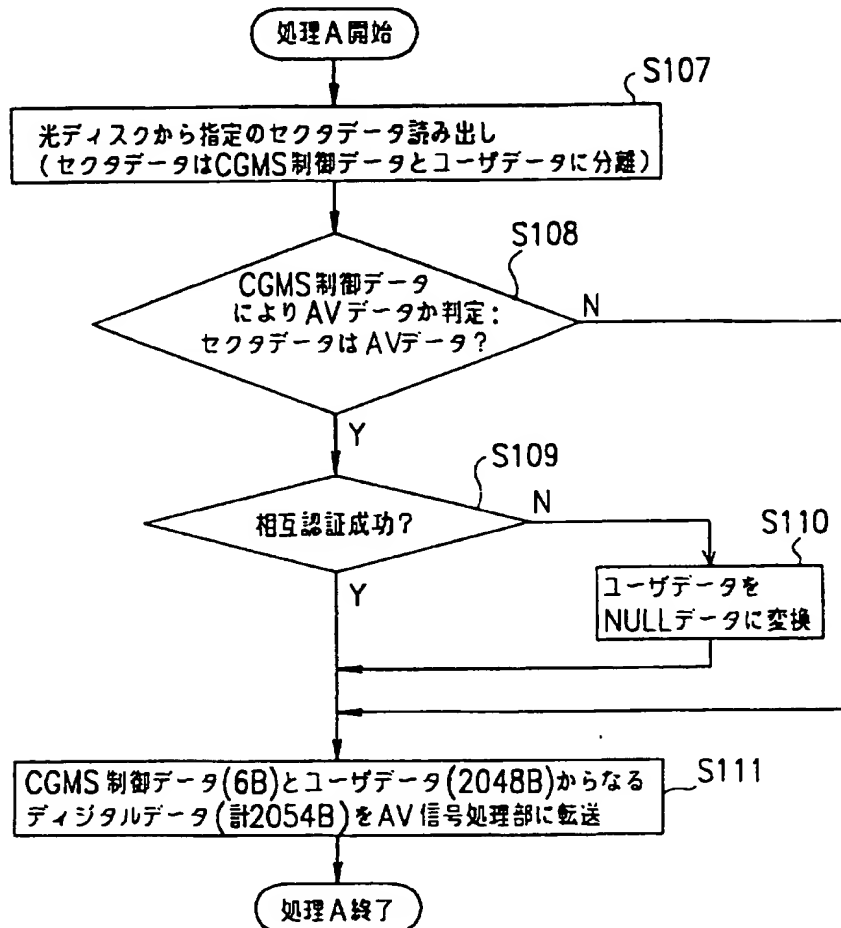 処理A開始
S107
光ディスクから指定のセクタデータ読み出し
(セクタデータはCGMS制御データとユーザデータに分離)
S108
CGMS制御データ
によりAVデータか判定:
セクタデータはAVデータ?
N
Y
S109
相互認証成功?
N
Y
S110
ユーザデータを
NULLデータに変換
CGMS制御データ(6B)とユーザデータ(2048B)からなる
ディジタルデータ(計2054B)をAV信号処理部に転送
S111
処理A終了